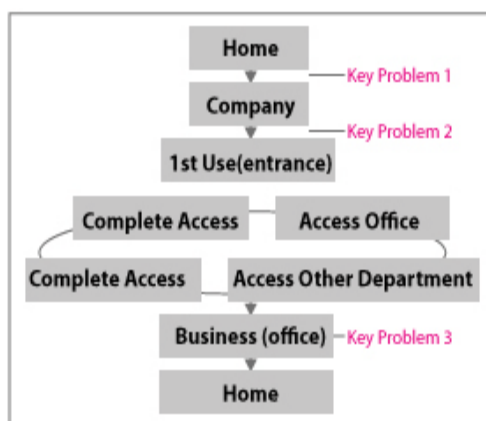 Home
Key Problem 1
Company
Key Problem 2
1st Use(entrance)
Complete Access
Access Office
Complete Access
Access Other Department
Business (office)
Key Problem 3
Home